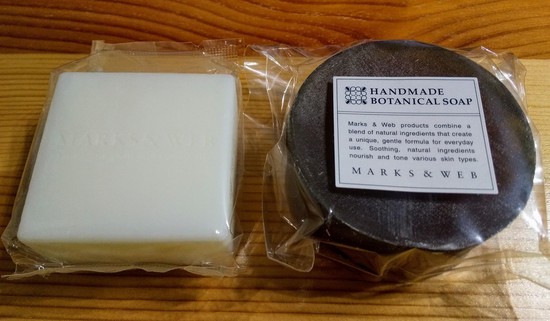 HANDMADE
BOTANICAL SOAP
Marks & Web products combine a
blend of natural ingredients that create
a unique, gentle formula for everyday
use. Soothing, natural ingredients
nourish and tone various skin types.
MARKS & WEB